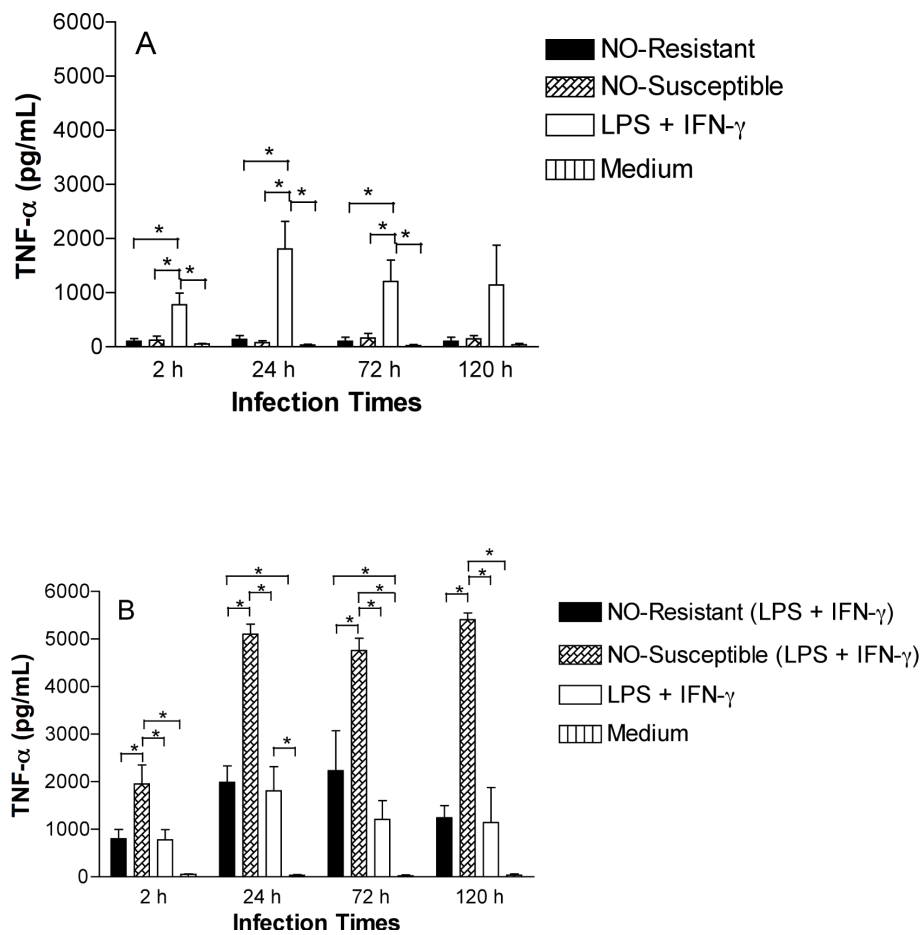 A
6000
5000
4000
3000
2000
1000
0
TNF-α (pg/mL)
* * *
* * *
* * *
2 h 24 h 72 h 120 h
Infection Times
NO-Resistant
NO-Susceptible
LPS + IFN-γ
Medium
B
6000
5000
4000
3000
2000
1000
0
TNF-α (pg/mL)
* * *
* * * *
* * * *
* * *
2 h 24 h 72 h 120 h
Infection Times
NO-Resistant (LPS + IFN-γ)
NO-Susceptible (LPS + IFN-γ)
LPS + IFN-γ
Medium